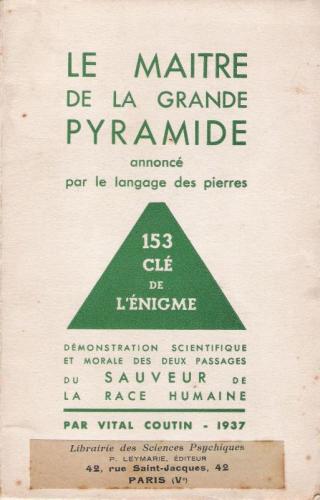 LE MAITRE
DE LA GRANDE
PYRAMIDE
annoncé
par le langage des pierres
153
CLÉ
DE
L'ÉNIGME
DÉMONSTRATION SCIENTIFIQUE
ET MORALE DES DEUX PASSAGES
DU SAUVEUR DE
LA RACE HUMAINE
PAR VITAL COUTIN - 1937
Librairie des Sciences Psychiques
P. LEYMARIE, ÉDITEUR
42, rue Saint-Jacques, 42
PARIS (Vᵉ)